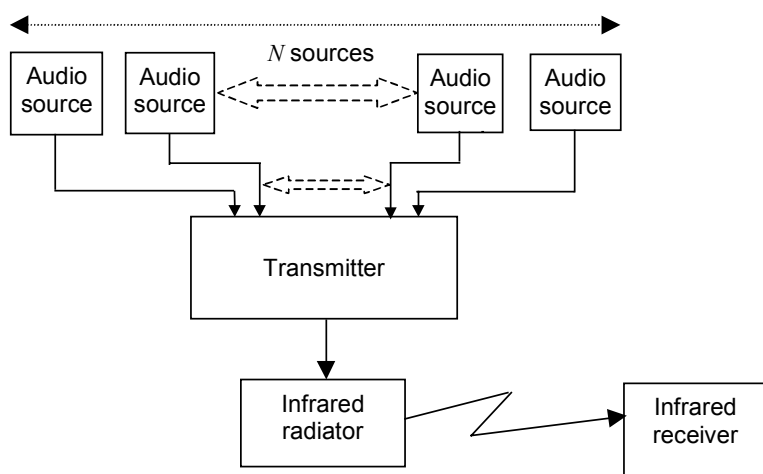 N sources
Audio
source
Audio
source
Audio
source
Audio
source
Transmitter
Infrared
radiator
Infrared
receiver